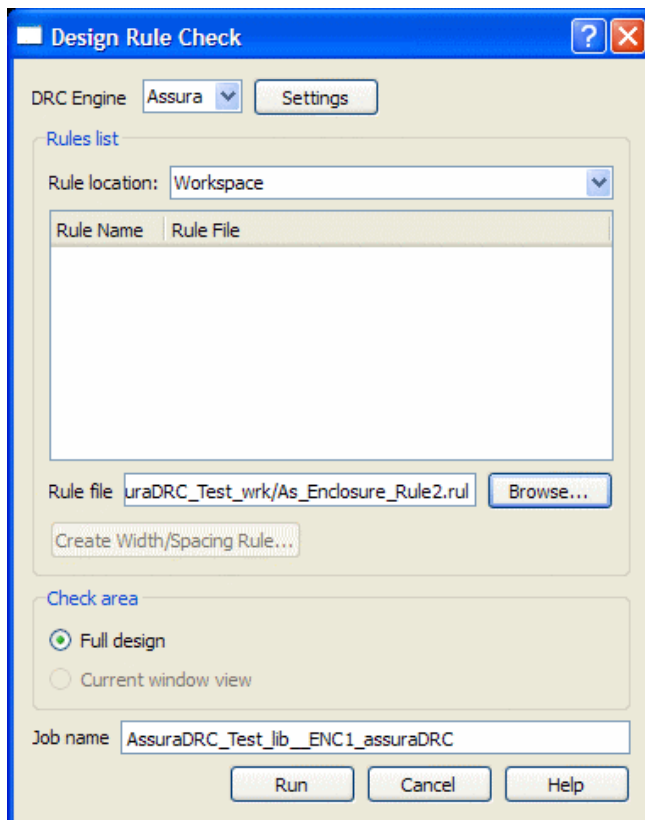 Design Rule Check
DRC Engine Assura Settings
Rules list
Rule location: Workspace
Rule Name Rule File
Rule file uraDRC_Test_wrk/As_Enclosure_Rule2.rul Browse...
Create Width/Spacing Rule...
Check area
Full design
Current window view
Job name AssuraDRC_Test_lib__ENC1_assuraDRC
Run Cancel Help